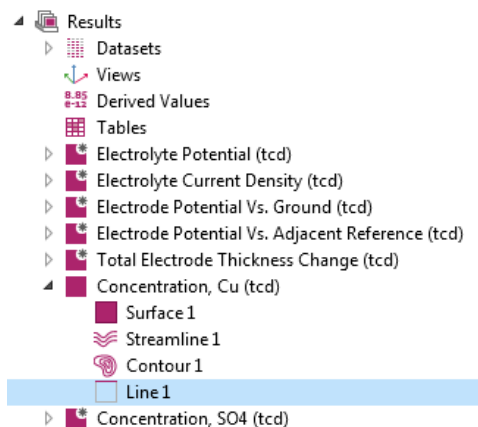 Results
Datasets
Views
8.85
e-12 Derived Values
Tables
Electrolyte Potential (tcd)
Electrolyte Current Density (tcd)
Electrode Potential Vs. Ground (tcd)
Electrode Potential Vs. Adjacent Reference (tcd)
Total Electrode Thickness Change (tcd)
Concentration, Cu (tcd)
Surface 1
Streamline 1
Contour 1
Line 1
Concentration, SO4 (tcd)